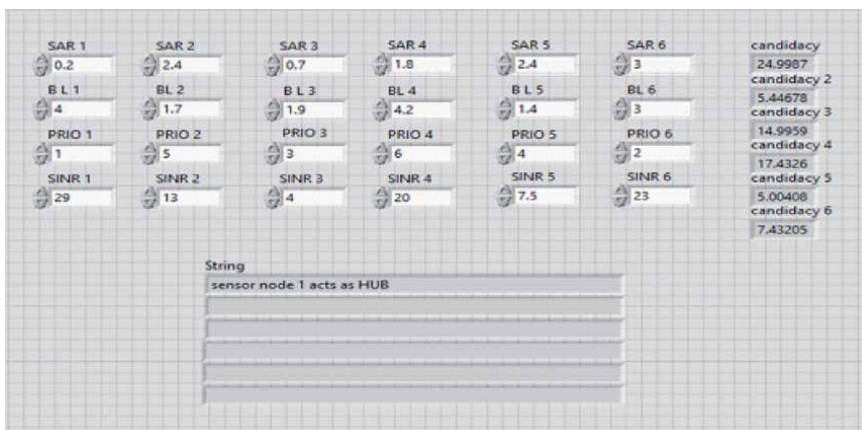 SAR 1 SAR 2 SAR 3 SAR 4 SAR 5 SAR 6 candidacy
0.2 2.4 0.7 1.8 2.4 3 24.9987
B L 1 BL 2 B L 3 BL 4 B L 5 BL 6 candidacy 2
4 1.7 1.9 4.2 1.4 3 5.44678
candidacy 3
PRIO 1 PRIO 2 PRIO 3 PRIO 4 PRIO 5 PRIO 6 14.9959
1 5 3 6 4 2 candidacy 4
17.4326
SINR 1 SINR 2 SINR 3 SINR 4 SINR 5 SINR 6 candidacy 5
29 13 4 20 7.5 23 5.00408
candidacy 6
7.43205
String
sensor node 1 acts as HUB